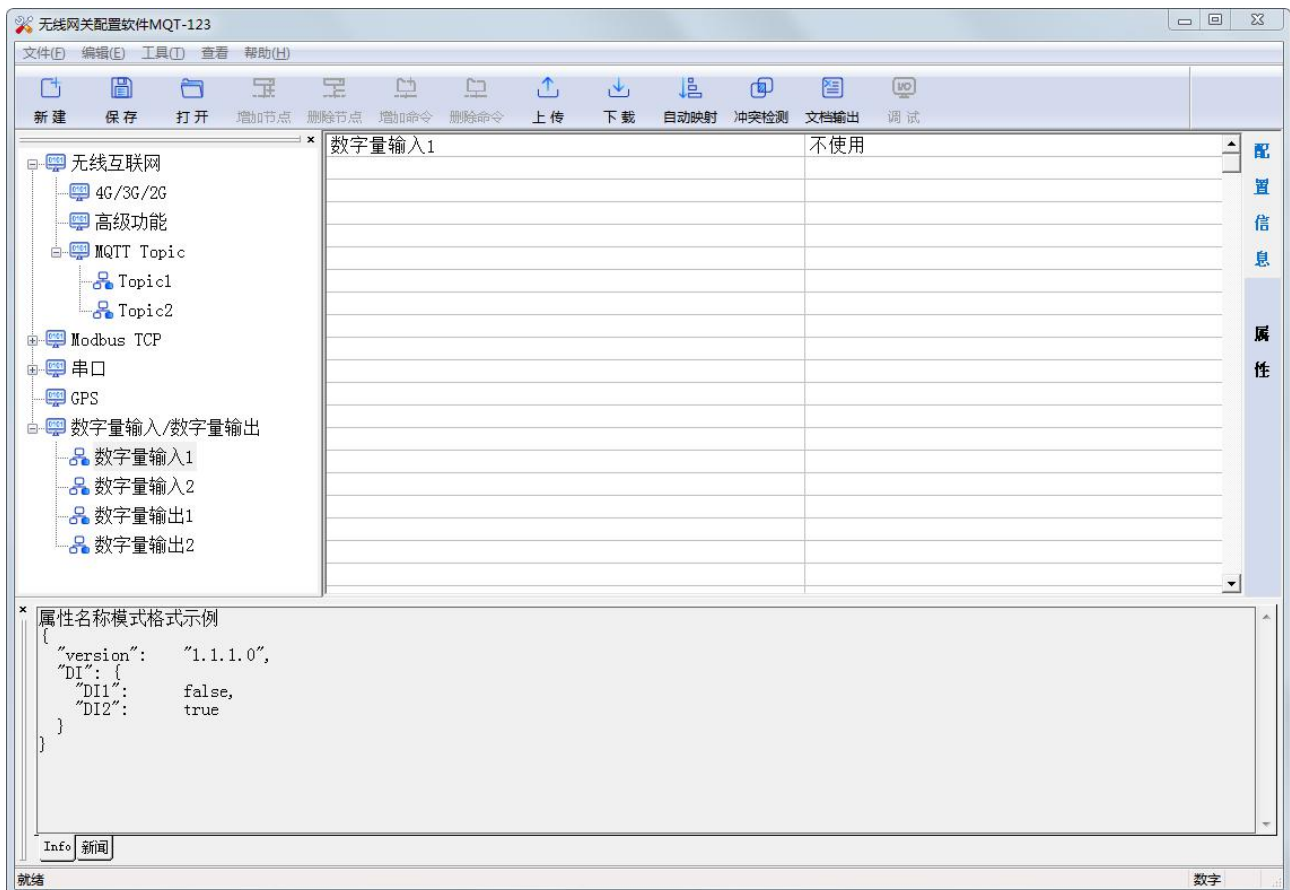 无线网关配置软件MQT-123
文件(F) 编辑(E) 工具(T) 查看 帮助(H)
新建 保存 打开 增加节点 删除节点 增加命令 删除命令 上传 下载 自动映射 冲突检测 文档输出 调试
无线互联网
4G/3G/2G
高级功能
MQTT Topic
Topic1
Topic2
Modbus TCP
串口
GPS
数字量输入/数字量输出
数字量输入1
数字量输入2
数字量输出1
数字量输出2
数字量输入1 不使用
配置信息
属性
属性名称模式格式示例
{
"version": "1.1.1.0",
"DI": {
"DI1": false,
"DI2": true
}
}
Info 新闻
就绪 数字